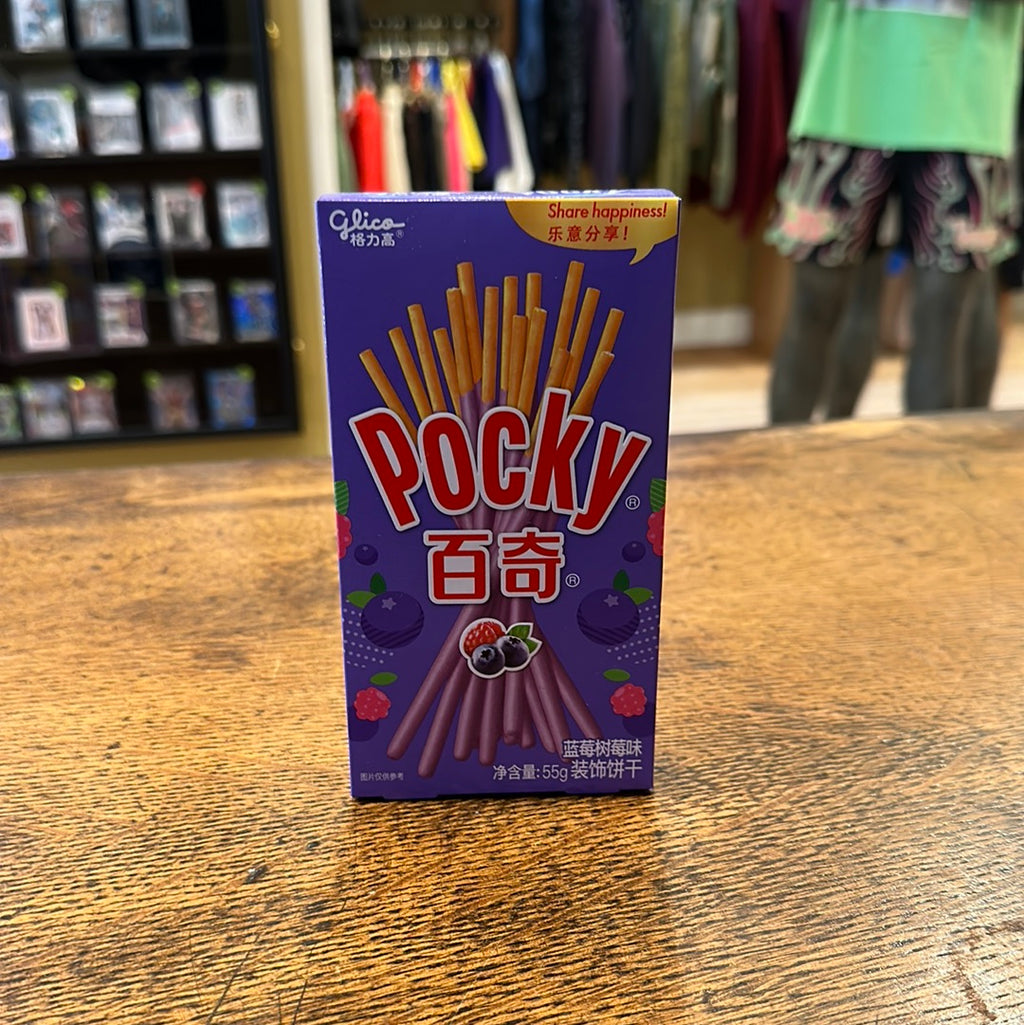 Glico
格力高®
Share happiness!
乐意分享!
Pocky®
百奇®
蓝莓树莓味
净含量: 55g 装饰饼干
图片仅供参考